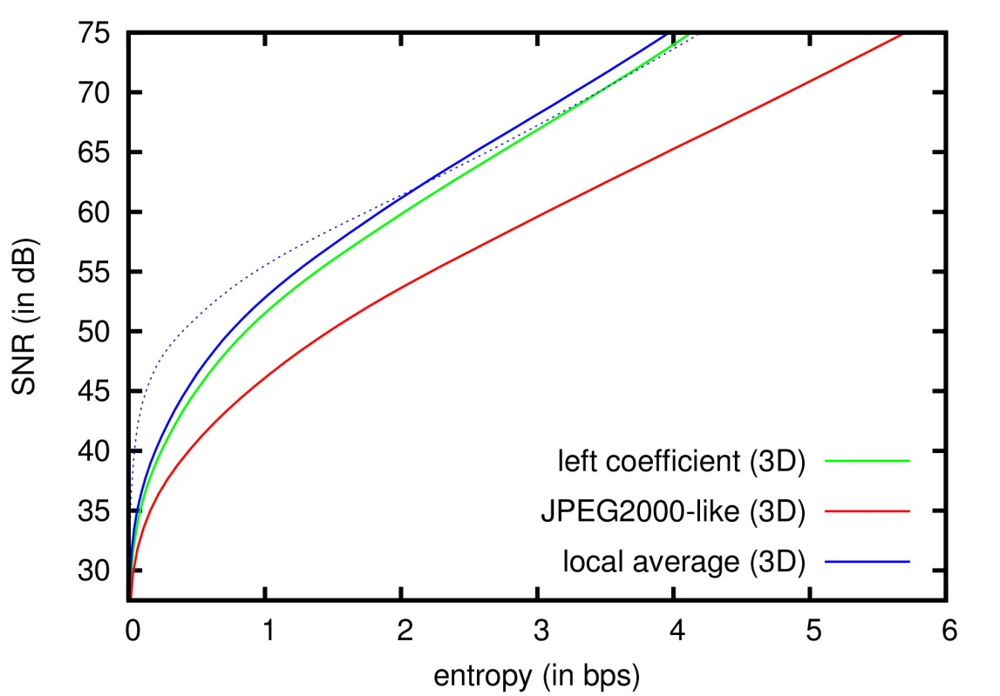 75
70
65
60
55
50
45
40
35
30
SNR (in dB)
left coefficient (3D)
JPEG2000-like (3D)
local average (3D)
0 1 2 3 4 5 6
entropy (in bps)